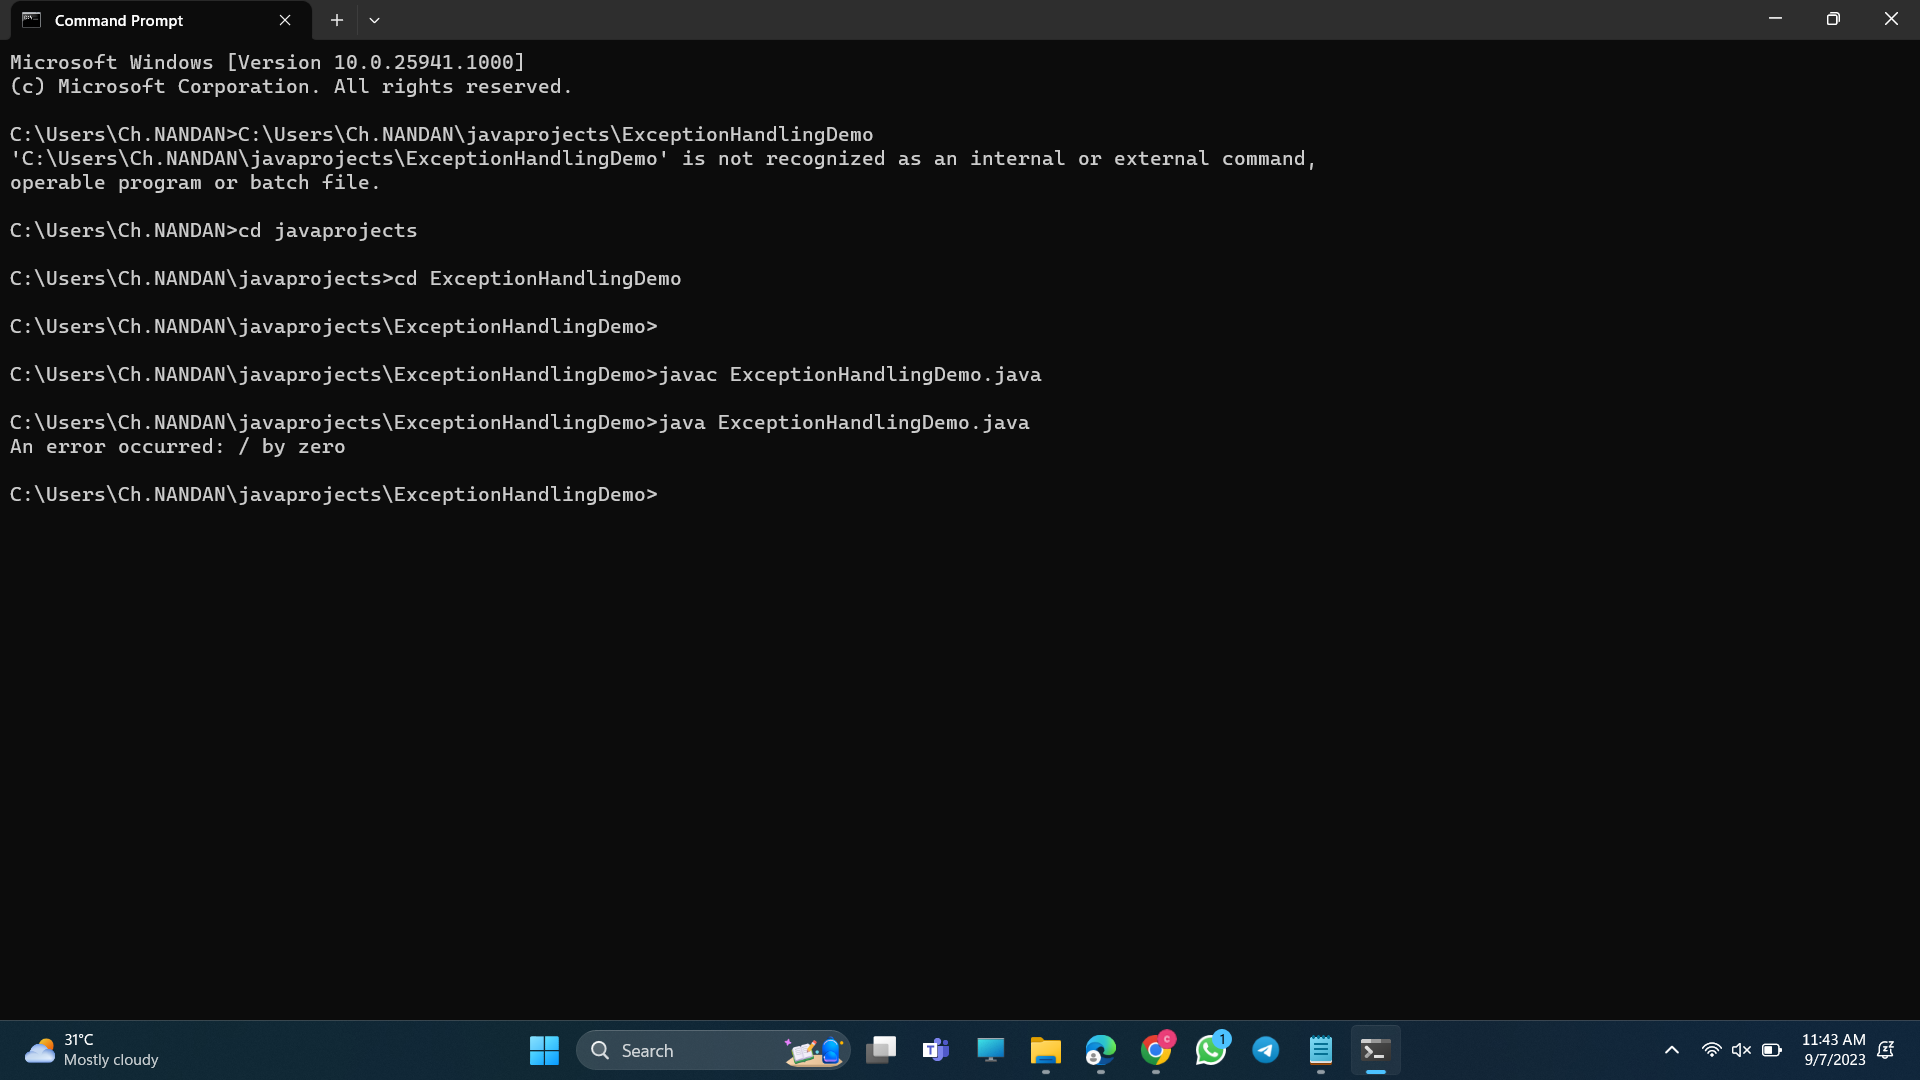 Command Prompt
Microsoft Windows [Version 10.0.25941.1000]
(c) Microsoft Corporation. All rights reserved.
C:\Users\Ch.NANDAN>C:\Users\Ch.NANDAN\javaprojects\ExceptionHandlingDemo
'C:\Users\Ch.NANDAN\javaprojects\ExceptionHandlingDemo' is not recognized as an internal or external command,
operable program or batch file.
C:\Users\Ch.NANDAN>cd javaprojects
C:\Users\Ch.NANDAN\javaprojects>cd ExceptionHandlingDemo
C:\Users\Ch.NANDAN\javaprojects\ExceptionHandlingDemo>
C:\Users\Ch.NANDAN\javaprojects\ExceptionHandlingDemo>javac ExceptionHandlingDemo.java
C:\Users\Ch.NANDAN\javaprojects\ExceptionHandlingDemo>java ExceptionHandlingDemo.java
An error occurred: / by zero
C:\Users\Ch.NANDAN\javaprojects\ExceptionHandlingDemo>
31°C
Mostly cloudy
Search
T
C
1
11:43 AM
9/7/2023